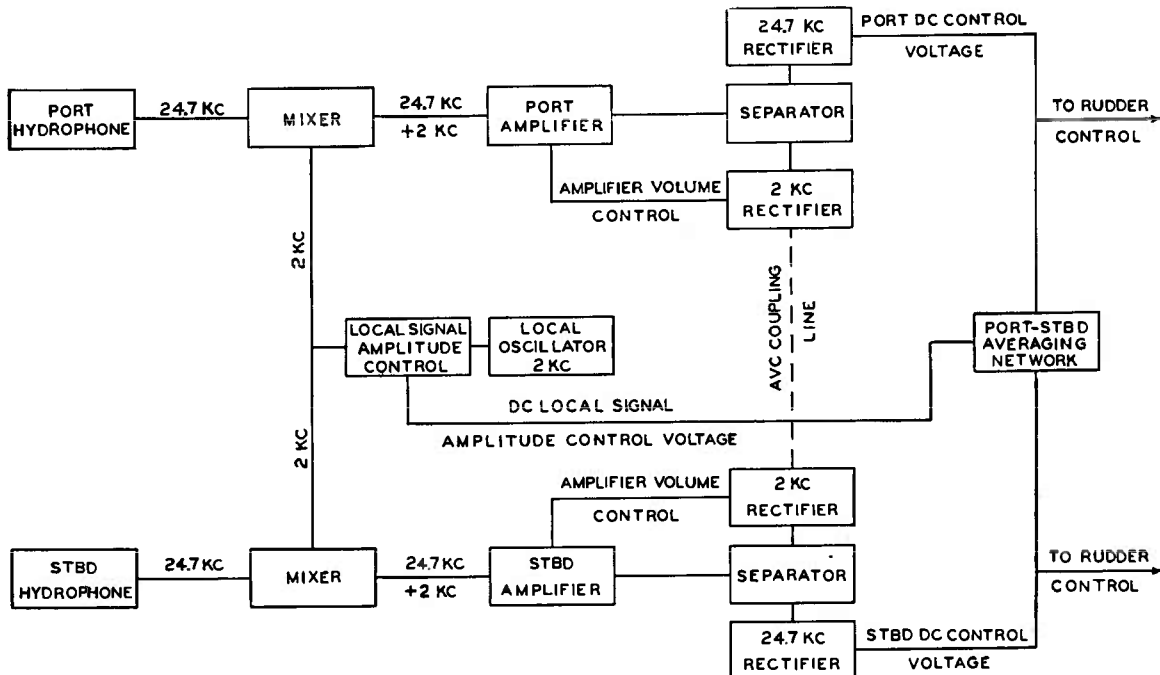 24.7 KC
RECTIFIER
PORT DC CONTROL
VOLTAGE
PORT
HYDROPHONE
24.7 KC
MIXER
24.7 KC
+2 KC
PORT
AMPLIFIER
SEPARATOR
TO RUDDER
CONTROL
AMPLIFIER VOLUME
CONTROL
2 KC
RECTIFIER
2 KC
AVC COUPLING
LINE
LOCAL SIGNAL
AMPLITUDE
CONTROL
LOCAL
OSCILLATOR
2 KC
PORT-STBD
AVERAGING
NETWORK
DC LOCAL SIGNAL
AMPLITUDE CONTROL VOLTAGE
2 KC
AMPLIFIER VOLUME
CONTROL
2 KC
RECTIFIER
STBD
HYDROPHONE
24.7 KC
MIXER
24.7 KC
+2 KC
STBD
AMPLIFIER
SEPARATOR
TO RUDDER
CONTROL
24.7 KC
RECTIFIER
STBD DC CONTROL
VOLTAGE